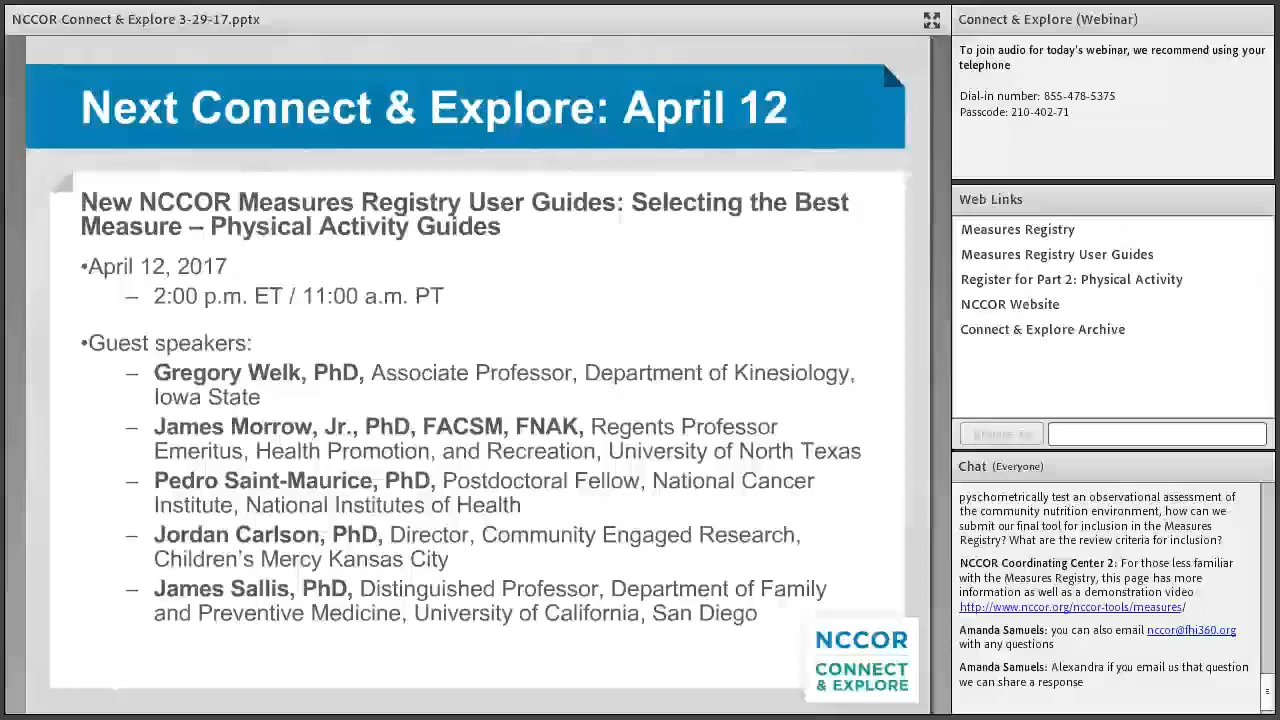 NCCOR Connect & Explore 3-29-17.pptx
Next Connect & Explore: April 12
New NCCOR Measures Registry User Guides: Selecting the Best
Measure – Physical Activity Guides
•April 12, 2017
– 2:00 p.m. ET / 11:00 a.m. PT
•Guest speakers:
– Gregory Welk, PhD, Associate Professor, Department of Kinesiology,
Iowa State
– James Morrow, Jr., PhD, FACSM, FNAK, Regents Professor
Emeritus, Health Promotion, and Recreation, University of North Texas
– Pedro Saint-Maurice, PhD, Postdoctoral Fellow, National Cancer
Institute, National Institutes of Health
– Jordan Carlson, PhD, Director, Community Engaged Research,
Children's Mercy Kansas City
– James Sallis, PhD, Distinguished Professor, Department of Family
and Preventive Medicine, University of California, San Diego
NCCOR
CONNECT
& EXPLORE
Connect & Explore (Webinar)
To join audio for today's webinar, we recommend using your
telephone
Dial-in number: 855-478-5375
Passcode: 210-402-71
Web Links
Measures Registry
Measures Registry User Guides
Register for Part 2: Physical Activity
NCCOR Website
Connect & Explore Archive
Chat (Everyone)
pyschometrically test an observational assessment of
the community nutrition environment, how can we
submit our final tool for inclusion in the Measures
Registry? What are the review criteria for inclusion?
NCCOR Coordinating Center 2: For those less familiar
with the Measures Registry, this page has more
information as well as a demonstration video
http://www.nccor.org/nccor-tools/measures/
Amanda Samuels: you can also email nccor@fhi360.org
with any questions
Amanda Samuels: Alexandra if you email us that question
we can share a response